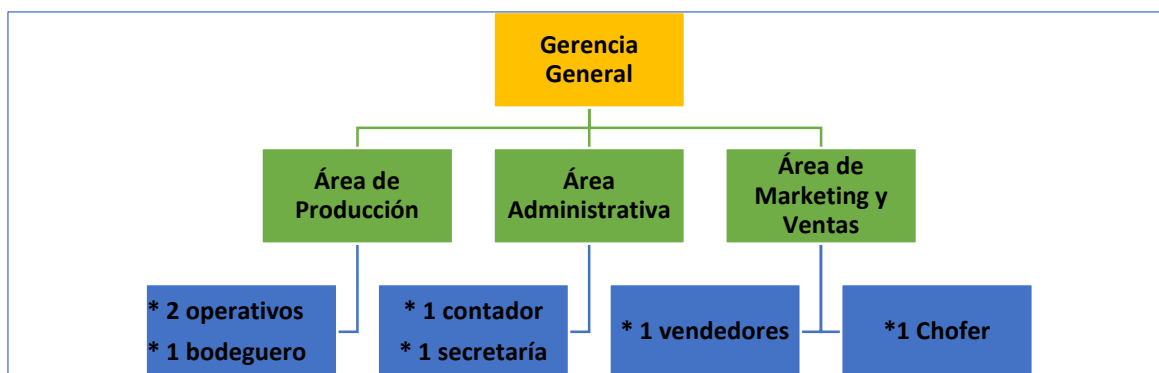 Gerencia
General
Área de
Producción
Área
Administrativa
Área de
Marketing y
Ventas
* 2 operativos
* 1 bodeguero
* 1 contador
* 1 secretaría
* 1 vendedores
*1 Chofer